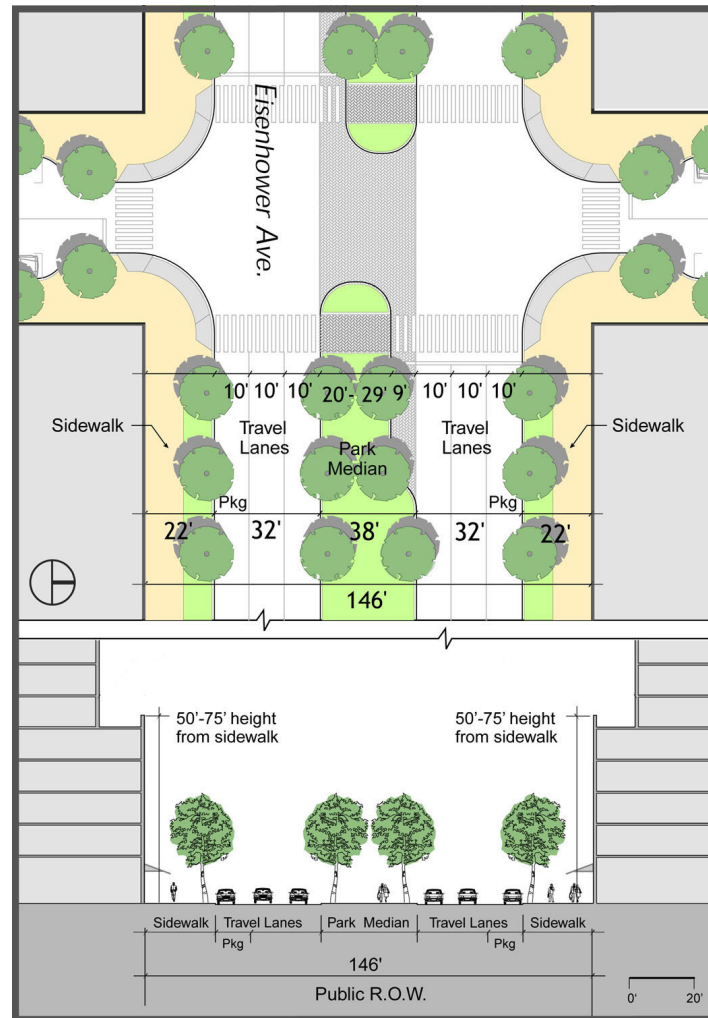 Eisenhower Ave.
10' 10' 10' 20'- 29' 9' 10' 10' 10'
Sidewalk
Travel
Lanes
Park
Median
Travel
Lanes
Sidewalk
Pkg
Pkg
22' 32' 38' 32' 22'
146'
50'-75' height
from sidewalk
50'-75' height
from sidewalk
Sidewalk Travel Lanes Park Median Travel Lanes Sidewalk
Pkg Pkg
146'
Public R.O.W.
0' 20'